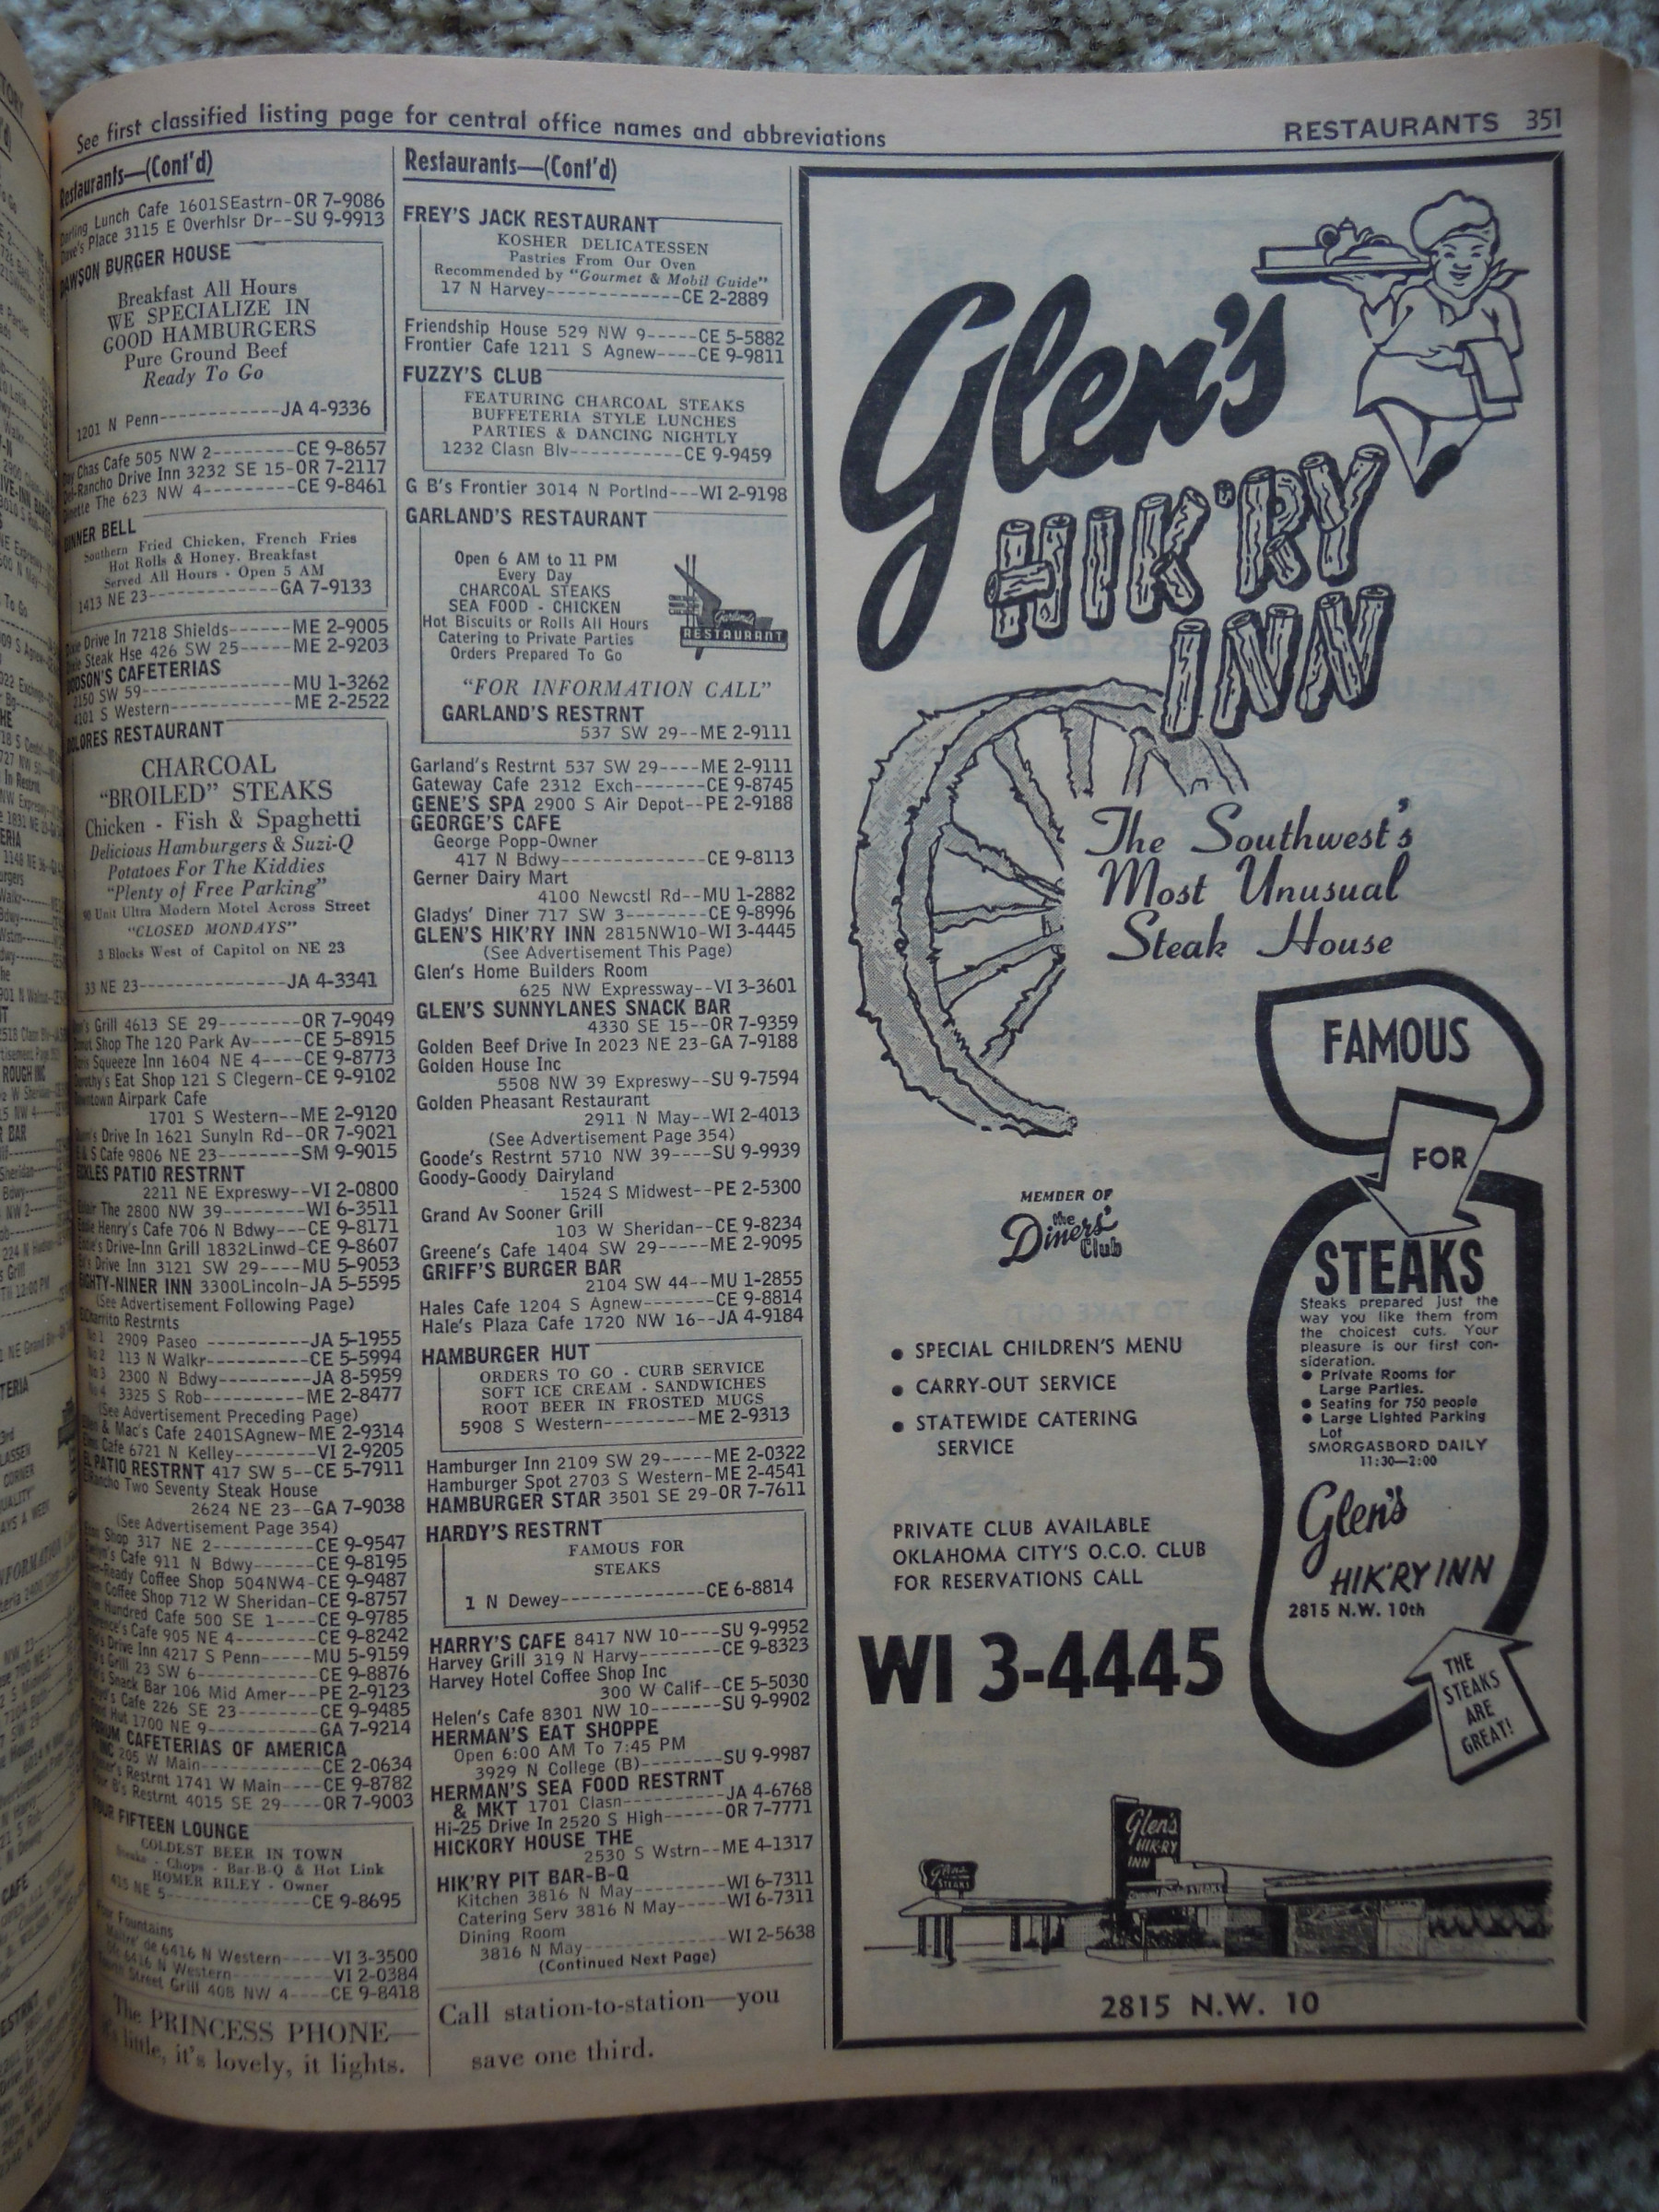 See first classified listing page for central office names and abbreviations
RESTAURANTS 351
Restaurants—(Cont'd)
Darling Lunch Cafe 1601SEastrn-OR 7-9086
Dave's Place 3115 E Overhlsr Dr--SU 9-9913
DAWSON BURGER HOUSE
Breakfast All Hours
WE SPECIALIZE IN
GOOD HAMBURGERS
Pure Ground Beef
Ready To Go
1201 N Penn------------JA 4-9336
Day Chas Cafe 505 NW 2--------CE 9-8657
Del-Rancho Drive Inn 3232 SE 15-OR 7-2117
Dinette The 623 NW 4---------CE 9-8461
DINNER BELL
Southern Fried Chicken, French Fries
Hot Rolls & Honey, Breakfast
Served All Hours - Open 5 AM
1413 NE 23-------------GA 7-9133
Drive In 7218 Shields------ME 2-9005
Steak Hse 426 SW 25-----ME 2-9203
DODSON'S CAFETERIAS
2150 SW 59---------------MU 1-3262
4101 S Western------------ME 2-2522
DOLORES RESTAURANT
CHARCOAL
"BROILED" STEAKS
Chicken - Fish & Spaghetti
Delicious Hamburgers & Suzi-Q
Potatoes For The Kiddies
"Plenty of Free Parking"
90 Unit Ultra Modern Motel Across Street
"CLOSED MONDAYS"
3 Blocks West of Capitol on NE 23
33 NE 23---------------JA 4-3341
Grill 4613 SE 29--------OR 7-9049
Donut Shop The 120 Park Av-----CE 5-8915
Squeeze Inn 1604 NE 4----CE 9-8773
Dorothy's Eat Shop 121 S Clegern-CE 9-9102
Downtown Airpark Cafe
1701 S Western--ME 2-9120
Drive In 1621 Sunyln Rd--OR 7-9021
S Cafe 9806 NE 23--------SM 9-9015
ECKLES PATIO RESTRNT
2211 NE Expreswy--VI 2-0800
The 2800 NW 39--------WI 6-3511
Eddie Henry's Cafe 706 N Bdwy---CE 9-8171
Eddie's Drive-Inn Grill 1832Linwd-CE 9-8607
Drive Inn 3121 SW 29----MU 5-9053
EIGHTY-NINER INN 3300Lincoln-JA 5-5595
(See Advertisement Following Page)
ElCharrito Restrnts
No 1 2909 Paseo ----------JA 5-1955
No 2 113 N Walkr----------CE 5-5994
No 3 2300 N Bdwy---------JA 8-5959
No 4 3325 S Rob----------ME 2-8477
(See Advertisement Preceding Page)
& Mac's Cafe 2401SAgnew-ME 2-9314
Cafe 6721 N Kelley--------VI 2-9205
EL PATIO RESTRNT 417 SW 5--CE 5-7911
ElRancho Two Seventy Steak House
2624 NE 23--GA 7-9038
(See Advertisement Page 354)
Shop 317 NE 2----------CE 9-9547
Cafe 911 N Bdwy------CE 9-8195
Ever-Ready Coffee Shop 504NW4-CE 9-9487
Coffee Shop 712 W Sheridan-CE 9-8757
Five Hundred Cafe 500 SE 1----CE 9-9785
Florence's Cafe 905 NE 4--------CE 9-8242
Drive Inn 4217 S Penn-----MU 5-9159
Grill 23 SW 6------------CE 9-8876
Snack Bar 106 Mid Amer---PE 2-9123
Cafe 226 SE 23--------CE 9-9485
Hut 1700 NE 9-----------GA 7-9214
FORUM CAFETERIAS OF AMERICA
INC 205 W Main------------CE 2-0634
Restrnt 1741 W Main----CE 9-8782
Four B's Restrnt 4015 SE 29----OR 7-9003
FOUR FIFTEEN LOUNGE
COLDEST BEER IN TOWN
Steaks - Chops - Bar-B-Q & Hot Link
HOMER RILEY - Owner
415 NE 5---------------CE 9-8695
Four Fountains
Maitre' de 6416 N Western------VI 3-3500
6416 N Western-----------VI 2-0384
Fourth Street Grill 408 NW 4----CE 9-8418
The PRINCESS PHONE—
it's little, it's lovely, it lights.
Restaurants—(Cont'd)
FREY'S JACK RESTAURANT
KOSHER DELICATESSEN
Pastries From Our Oven
Recommended by "Gourmet & Mobil Guide"
17 N Harvey-------------CE 2-2889
Friendship House 529 NW 9-----CE 5-5882
Frontier Cafe 1211 S Agnew----CE 9-9811
FUZZY'S CLUB
FEATURING CHARCOAL STEAKS
BUFFETERIA STYLE LUNCHES
PARTIES & DANCING NIGHTLY
1232 Clasn Blv-----------CE 9-9459
G B's Frontier 3014 N Portlnd---WI 2-9198
GARLAND'S RESTAURANT
Open 6 AM to 11 PM
Every Day
CHARCOAL STEAKS
SEA FOOD - CHICKEN
Hot Biscuits or Rolls All Hours
Catering to Private Parties
Orders Prepared To Go
Garland's
RESTAURANT
"FOR INFORMATION CALL"
GARLAND'S RESTRNT
537 SW 29--ME 2-9111
Garland's Restrnt 537 SW 29----ME 2-9111
Gateway Cafe 2312 Exch-------CE 9-8745
GENE'S SPA 2900 S Air Depot--PE 2-9188
GEORGE'S CAFE
George Popp-Owner
417 N Bdwy--------------CE 9-8113
Gerner Dairy Mart
4100 Newcstl Rd--MU 1-2882
Gladys' Diner 717 SW 3--------CE 9-8996
GLEN'S HIK'RY INN 2815NW10-WI 3-4445
(See Advertisement This Page)
Glen's Home Builders Room
625 NW Expressway--VI 3-3601
GLEN'S SUNNYLANES SNACK BAR
4330 SE 15--OR 7-9359
Golden Beef Drive In 2023 NE 23-GA 7-9188
Golden House Inc
5508 NW 39 Expreswy--SU 9-7594
Golden Pheasant Restaurant
2911 N May--WI 2-4013
(See Advertisement Page 354)
Goode's Restrnt 5710 NW 39----SU 9-9939
Goody-Goody Dairyland
1524 S Midwest--PE 2-5300
Grand Av Sooner Grill
103 W Sheridan--CE 9-8234
Greene's Cafe 1404 SW 29-----ME 2-9095
GRIFF'S BURGER BAR
2104 SW 44--MU 1-2855
Hales Cafe 1204 S Agnew-------CE 9-8814
Hale's Plaza Cafe 1720 NW 16--JA 4-9184
HAMBURGER HUT
ORDERS TO GO - CURB SERVICE
SOFT ICE CREAM - SANDWICHES
ROOT BEER IN FROSTED MUGS
5908 S Western---------ME 2-9313
Hamburger Inn 2109 SW 29-----ME 2-0322
Hamburger Spot 2703 S Western-ME 2-4541
HAMBURGER STAR 3501 SE 29-OR 7-7611
HARDY'S RESTRNT
FAMOUS FOR
STEAKS
1 N Dewey--------------CE 6-8814
HARRY'S CAFE 8417 NW 10----SU 9-9952
Harvey Grill 319 N Harvy--------CE 9-8323
Harvey Hotel Coffee Shop Inc
300 W Calif--CE 5-5030
Helen's Cafe 8301 NW 10-------SU 9-9902
HERMAN'S EAT SHOPPE
Open 6:00 AM To 7:45 PM
3929 N College (B)--------SU 9-9987
HERMAN'S SEA FOOD RESTRNT
& MKT 1701 Clasn----------JA 4-6768
Hi-25 Drive In 2520 S High------OR 7-7771
HICKORY HOUSE THE
2530 S Wstrn--ME 4-1317
HIK'RY PIT BAR-B-Q
Kitchen 3816 N May---------WI 6-7311
Catering Serv 3816 N May-----WI 6-7311
Dining Room
3816 N May--------------WI 2-5638
(Continued Next Page)
Call station-to-station—you
save one third.
Glen's
HIK'RY
INN
The Southwest's
Most Unusual
Steak House
FAMOUS
FOR
STEAKS
Steaks prepared just the
way you like them from
the choicest cuts. Your
pleasure is our first con-
sideration.
● Private Rooms for
Large Parties.
● Seating for 750 people
● Large Lighted Parking
Lot
SMORGASBORD DAILY
11:30—2:00
Glen's
HIK'RY INN
2815 N.W. 10th
THE
STEAKS
ARE
GREAT!
MEMBER OF
the
Diners'
Club
● SPECIAL CHILDREN'S MENU
● CARRY-OUT SERVICE
● STATEWIDE CATERING
SERVICE
PRIVATE CLUB AVAILABLE
OKLAHOMA CITY'S O.C.O. CLUB
FOR RESERVATIONS CALL
WI 3-4445
Glen's
HIK-RY
INN
2815 N.W. 10